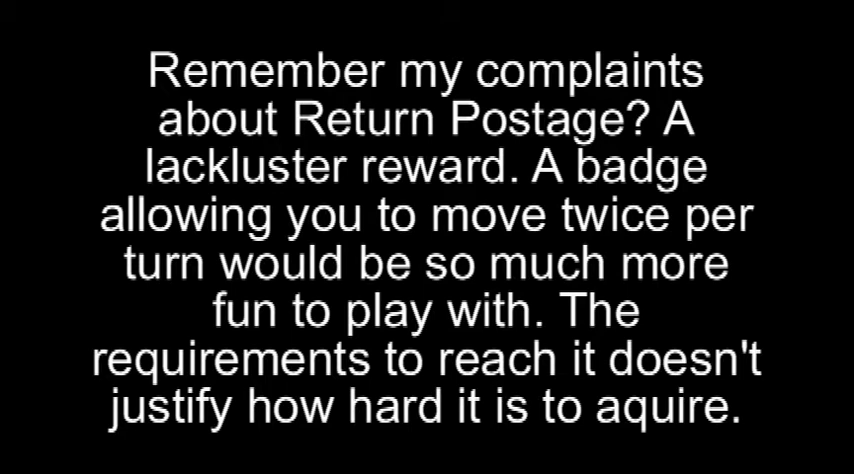 Remember my complaints
about Return Postage? A
lackluster reward. A badge
allowing you to move twice per
turn would be so much more
fun to play with. The
requirements to reach it doesn't
justify how hard it is to aquire.